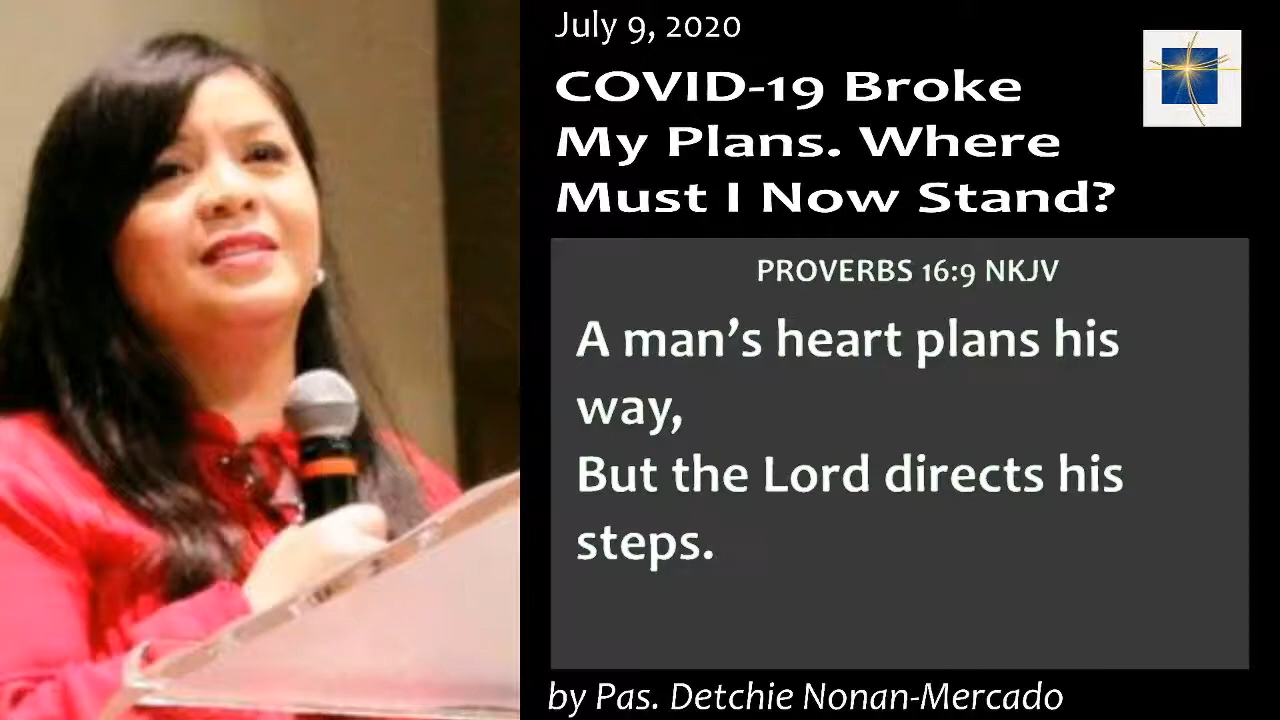 July 9, 2020
COVID-19 Broke
My Plans. Where
Must I Now Stand?
PROVERBS 16:9 NKJV
A man's heart plans his
way,
But the Lord directs his
steps.
by Pas. Detchie Nonan-Mercado